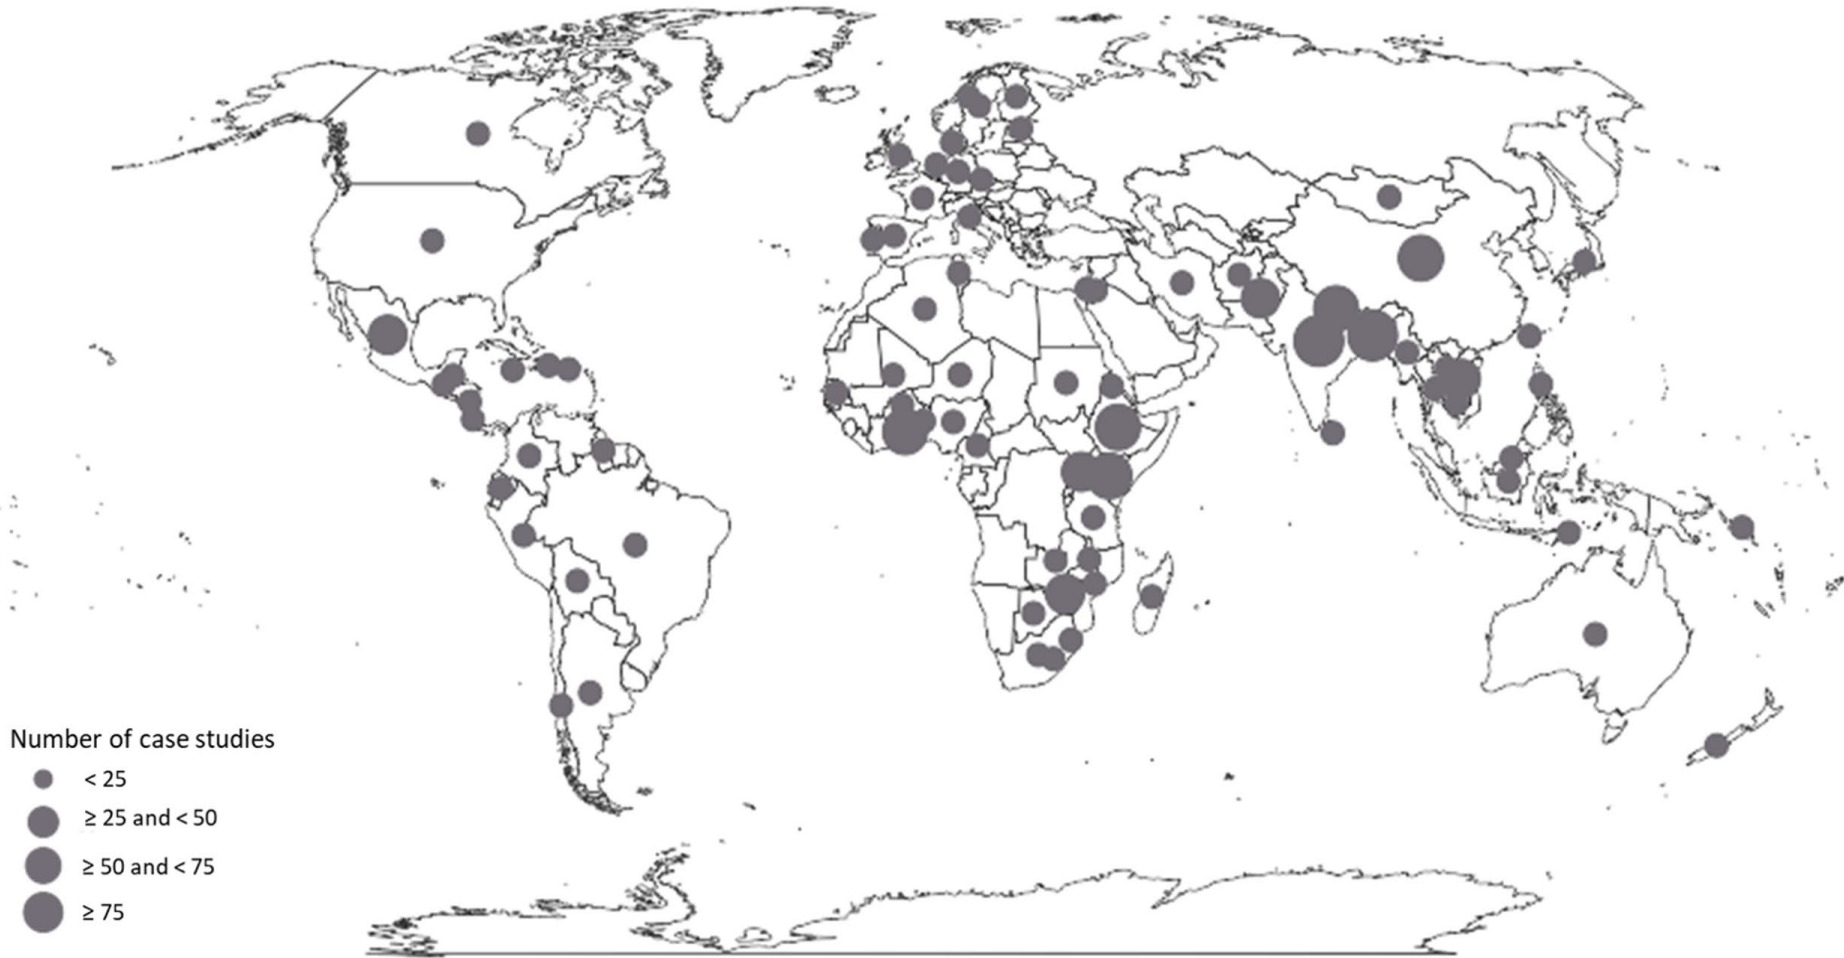 Number of case studies
< 25
≥ 25 and < 50
≥ 50 and < 75
≥ 75